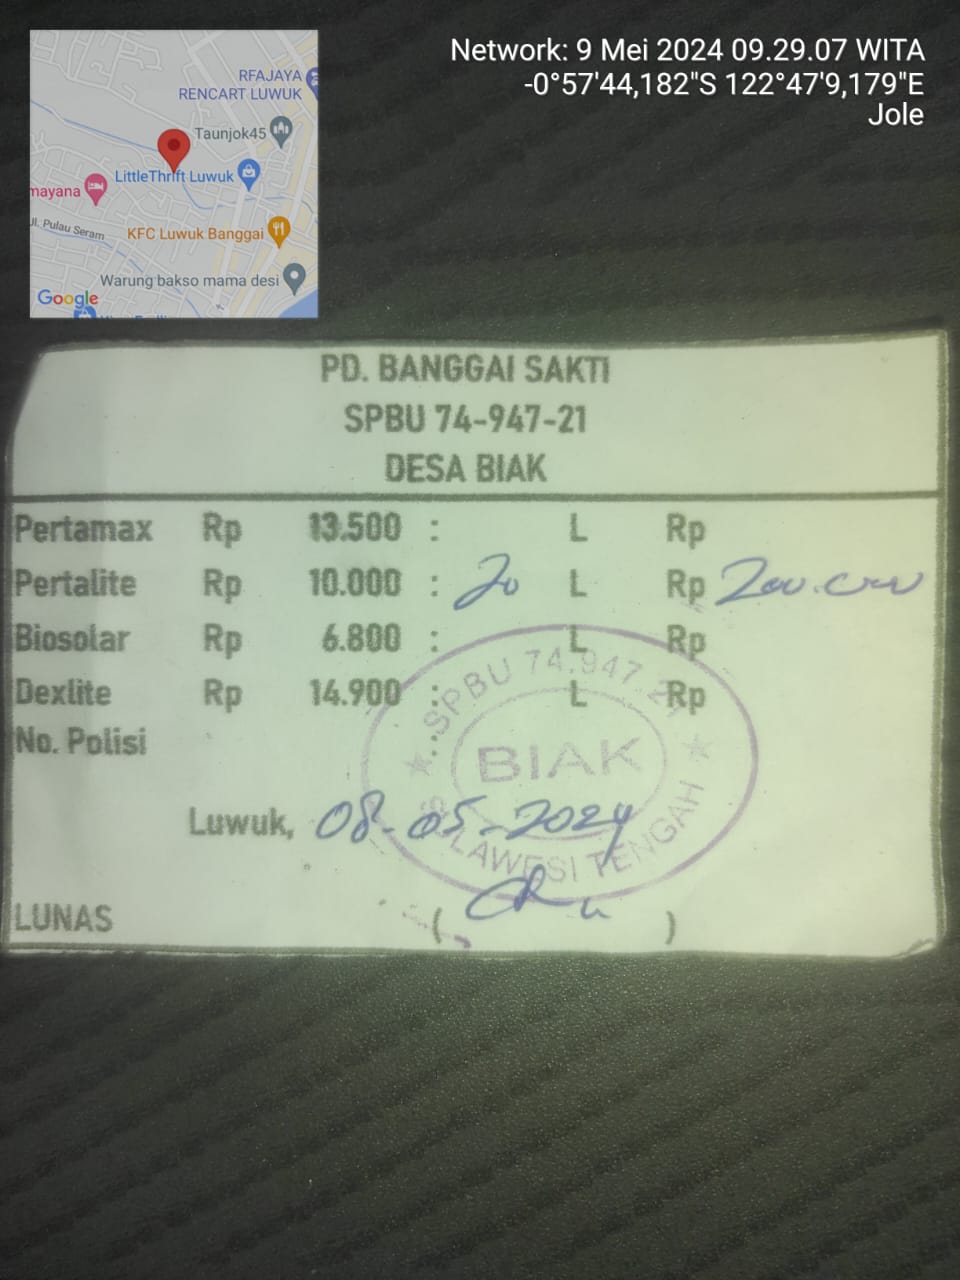 Network: 9 Mei 2024 09.29.07 WITA
-0°57'44,182"S 122°47'9,179"E
Jole
RFAJAYA
RENCART LUWUK
Taunjok45
LittleThrift Luwuk
mayana
Jl. Pulau Seram
KFC Luwuk Banggai
Warung bakso mama desi
Google
PD. BANGGAI SAKTI
SPBU 74-947-21
DESA BIAK
Pertamax Rp 13.500 : L Rp
Pertalite Rp 10.000 : 20 L Rp 200.000
Biosolar Rp 6.800 : L Rp
Dexlite Rp 14.900 : L Rp
No. Polisi :
SPBU 74.947.21
BIAK
SULAWESI TENGAH
Luwuk, 08-05-2024
LUNAS ( )